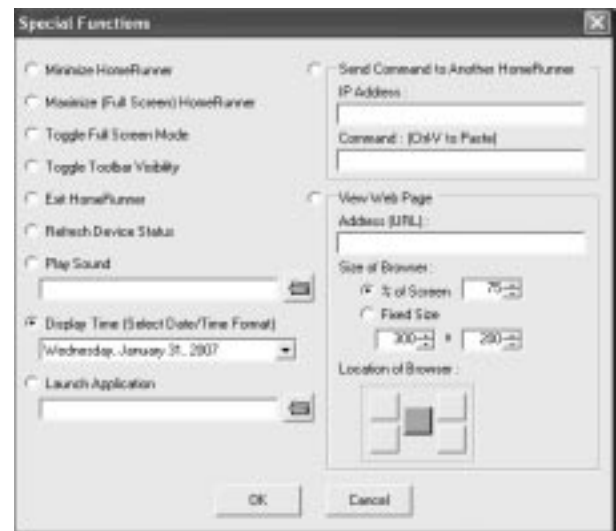 Special Functions
Minimize HomeRunner
Maximize (Full Screen) HomeRunner
Toggle Full Screen Mode
Toggle Toolbar Visibility
Exit HomeRunner
Refresh Device Status
Play Sound
Display Time (Select Date/Time Format)
Wednesday, January 31, 2007
Launch Application
Send Command to Another HomeRunner
IP Address :
Command : (Ctrl-V to Paste)
View Web Page
Address (URL) :
Size of Browser :
% of Screen 75
Fixed Size
300 * 200
Location of Browser :
OK Cancel